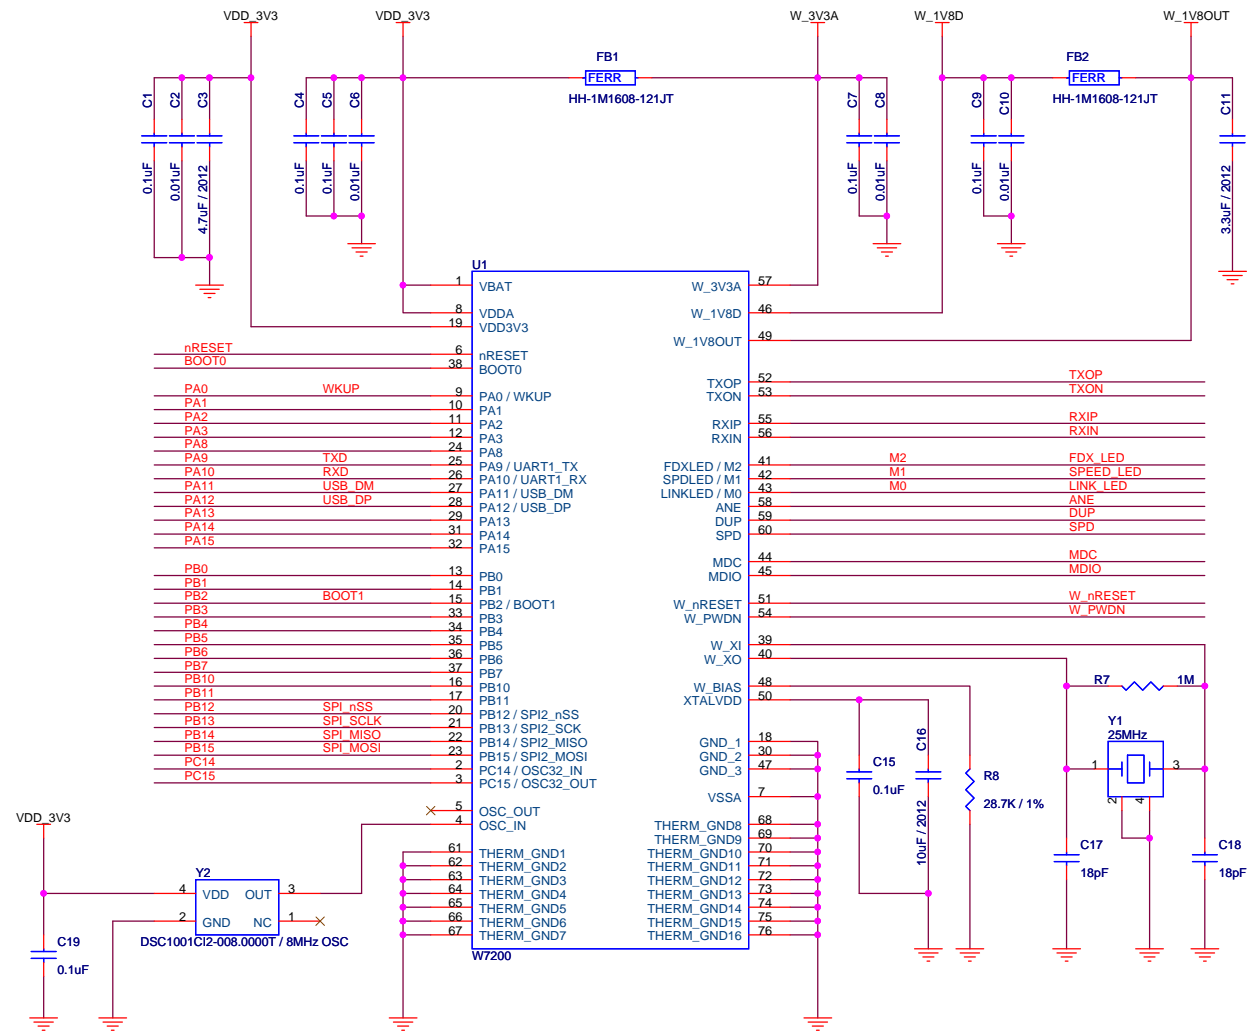 VDD_3V3
VDD_3V3
W_3V3A
W_1V8D
W_1V8OUT
FB1
FERR
HH-1M1608-121JT
FB2
FERR
HH-1M1608-121JT
C1
0.1uF
C2
0.01uF
C3
4.7uF / 2012
C4
0.1uF
C5
0.1uF
C6
0.01uF
C7
0.1uF
C8
0.01uF
C9
0.1uF
C10
0.01uF
C11
3.3uF / 2012
U1
1 VBAT
8 VDDA
19 VDD3V3
nRESET 6 nRESET
BOOT0 38 BOOT0
PA0 WKUP 9 PA0 / WKUP
PA1 10 PA1
PA2 11 PA2
PA3 12 PA3
PA8 24 PA8
PA9 TXD 25 PA9 / UART1_TX
PA10 RXD 26 PA10 / UART1_RX
PA11 USB_DM 27 PA11 / USB_DM
PA12 USB_DP 28 PA12 / USB_DP
PA13 29 PA13
PA14 31 PA14
PA15 32 PA15
PB0 13 PB0
PB1 14 PB1
PB2 BOOT1 15 PB2 / BOOT1
PB3 33 PB3
PB4 34 PB4
PB5 35 PB5
PB6 36 PB6
PB7 37 PB7
PB10 16 PB10
PB11 17 PB11
PB12 SPI_nSS 20 PB12 / SPI2_nSS
PB13 SPI_SCLK 21 PB13 / SPI2_SCK
PB14 SPI_MISO 22 PB14 / SPI2_MISO
PB15 SPI_MOSI 23 PB15 / SPI2_MOSI
PC14 2 PC14 / OSC32_IN
PC15 3 PC15 / OSC32_OUT
5 OSC_OUT
4 OSC_IN
61 THERM_GND1
62 THERM_GND2
63 THERM_GND3
64 THERM_GND4
65 THERM_GND5
66 THERM_GND6
67 THERM_GND7
W7200
W_3V3A 57
W_1V8D 46
W_1V8OUT 49
TXOP 52 TXOP
TXON 53 TXON
RXIP 55 RXIP
RXIN 56 RXIN
FDXLED / M2 41 M2 FDX_LED
SPDLED / M1 42 M1 SPEED_LED
LINKLED / M0 43 M0 LINK_LED
ANE 58 ANE
DUP 59 DUP
SPD 60 SPD
MDC 44 MDC
MDIO 45 MDIO
W_nRESET 51 W_nRESET
W_PWDN 54 W_PWDN
W_XI 39
W_XO 40
W_BIAS 48
XTALVDD 50
GND_1 18
GND_2 30
GND_3 47
VSSA 7
THERM_GND8 68
THERM_GND9 69
THERM_GND10 70
THERM_GND11 71
THERM_GND12 72
THERM_GND13 73
THERM_GND14 74
THERM_GND15 75
THERM_GND16 76
R7 1M
Y1
25MHz
1 3
2 4
C15
0.1uF
C16
10uF / 2012
R8
28.7K / 1%
C17
18pF
C18
18pF
VDD_3V3
Y2
4 VDD OUT 3
2 GND NC 1
DSC1001CI2-008.0000T / 8MHz OSC
C19
0.1uF